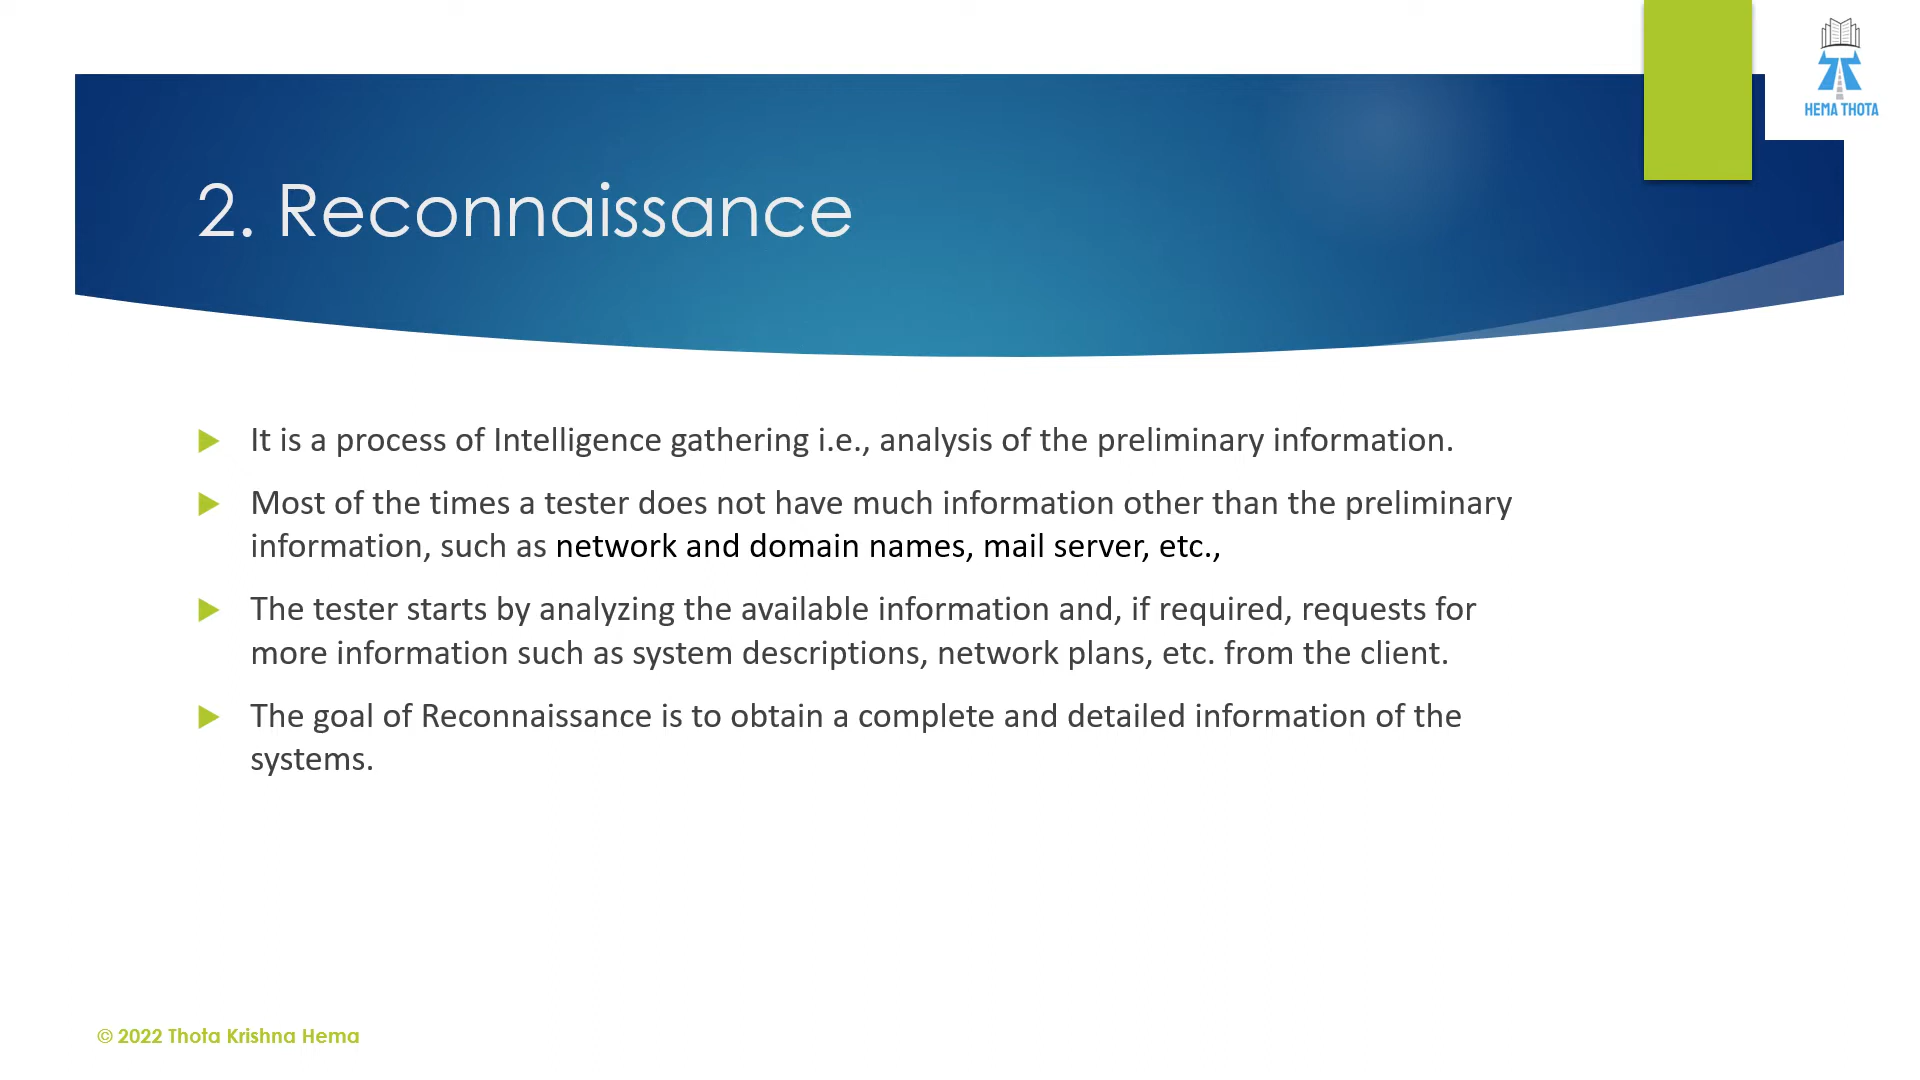 HEMA THOTA
2. Reconnaissance
It is a process of Intelligence gathering i.e., analysis of the preliminary information.
Most of the times a tester does not have much information other than the preliminary
information, such as network and domain names, mail server, etc.,
The tester starts by analyzing the available information and, if required, requests for
more information such as system descriptions, network plans, etc. from the client.
The goal of Reconnaissance is to obtain a complete and detailed information of the
systems.
© 2022 Thota Krishna Hema